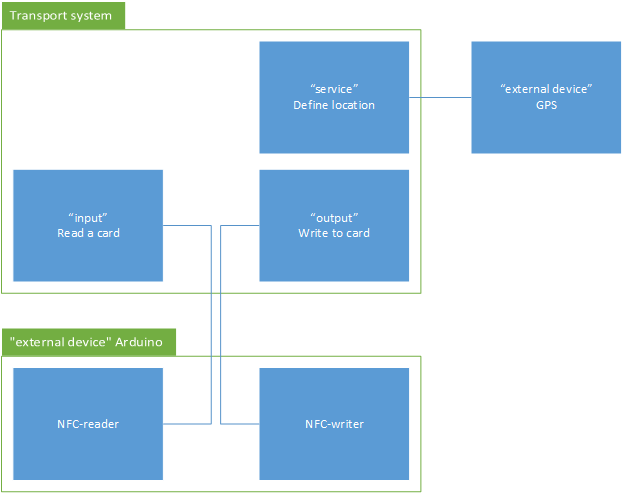 Transport system
“service”
Define location
“external device”
GPS
“input”
Read a card
“output”
Write to card
"external device" Arduino
NFC-reader
NFC-writer